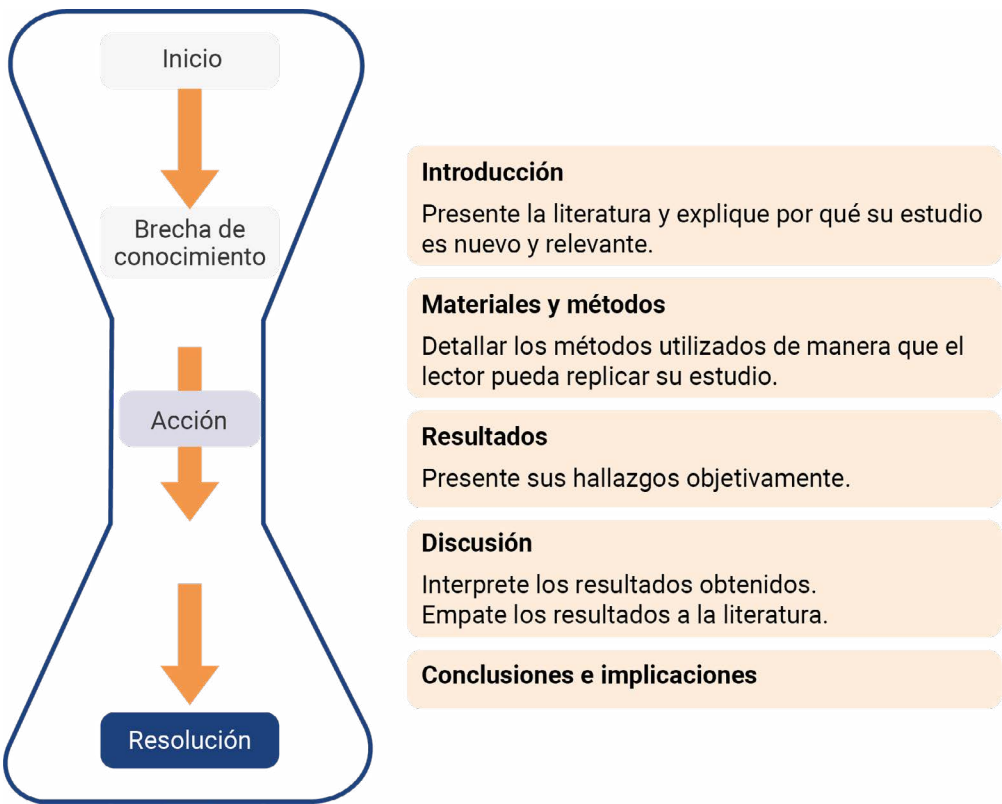 Inicio
Brecha de
conocimiento
Acción
Resolución
Introducción
Presente la literatura y explique por qué su estudio
es nuevo y relevante.
Materiales y métodos
Detallar los métodos utilizados de manera que el
lector pueda replicar su estudio.
Resultados
Presente sus hallazgos objetivamente.
Discusión
Interprete los resultados obtenidos.
Empate los resultados a la literatura.
Conclusiones e implicaciones